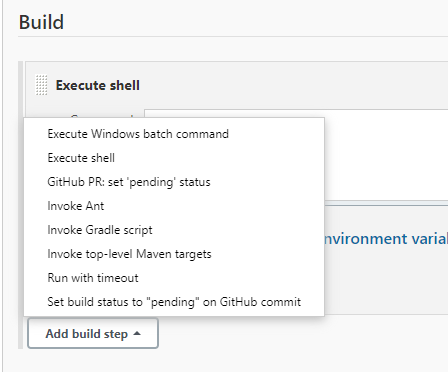 Build
Execute shell
Execute Windows batch command
Execute shell
GitHub PR: set 'pending' status
Invoke Ant
Invoke Gradle script
Invoke top-level Maven targets
Run with timeout
Set build status to "pending" on GitHub commit
nvironment varial
Add build step